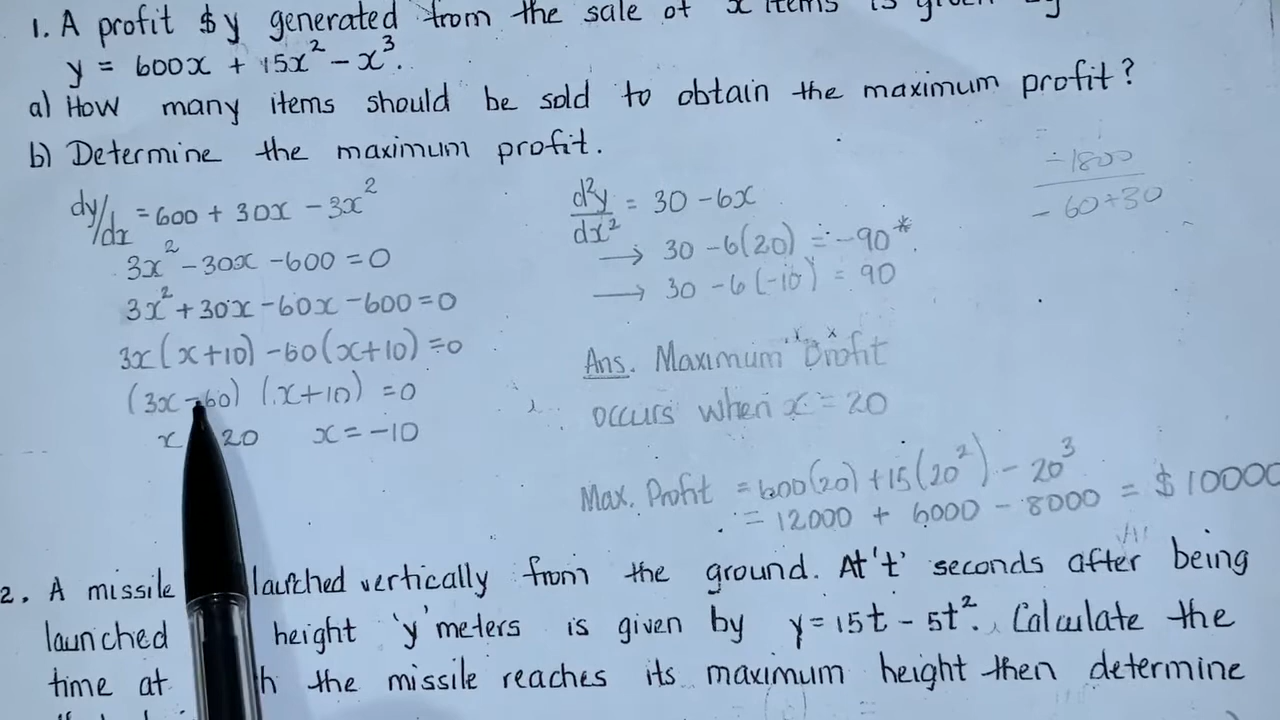 1. A profit $y generated from the sale of x items is given by
y = 600x + 15x² - x³.
a) How many items should be sold to obtain the maximum profit?
b) Determine the maximum profit.
dy/dx = 600 + 30x - 3x²
3x² - 30x - 600 = 0
3x² + 30x - 60x - 600 = 0
3x(x+10) - 60(x+10) = 0
(3x - 60) (x+10) = 0
x 20 x = -10
d²y/dx² = 30 - 6x
→ 30 - 6(20) = -90*
→ 30 - 6(-10) = 90
Ans. Maximum Profit
occurs when x = 20
Max. Profit = 600(20) + 15(20²) - 20³
= 12000 + 6000 - 8000 = $10000
-1800
-60+30
2. A missile launched vertically from the ground. At 't' seconds after being
launched height 'y' meters is given by y = 15t - 5t². Calculate the
time at the missile reaches its maximum height then determine